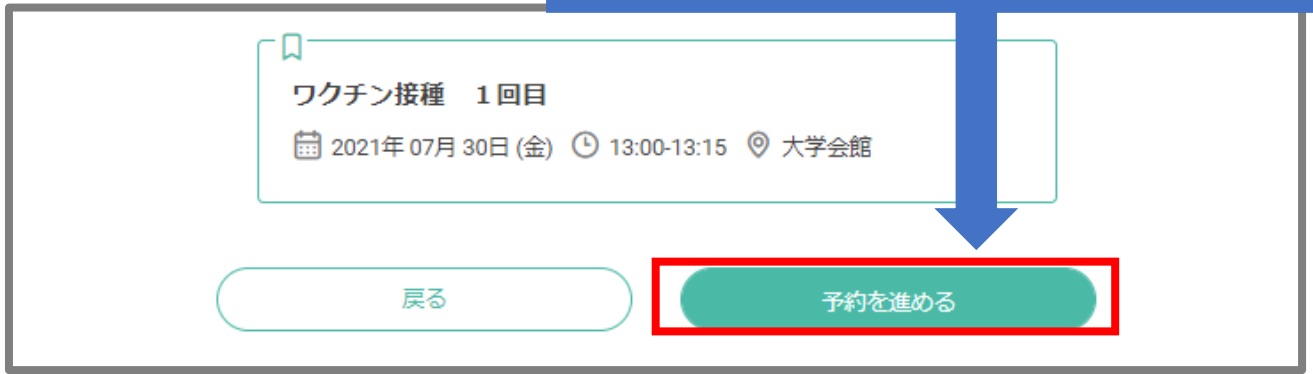 ワクチン接種　１回目
2021年 07月 30日 (金) 13:00-13:15 大学会館
戻る
予約を進める